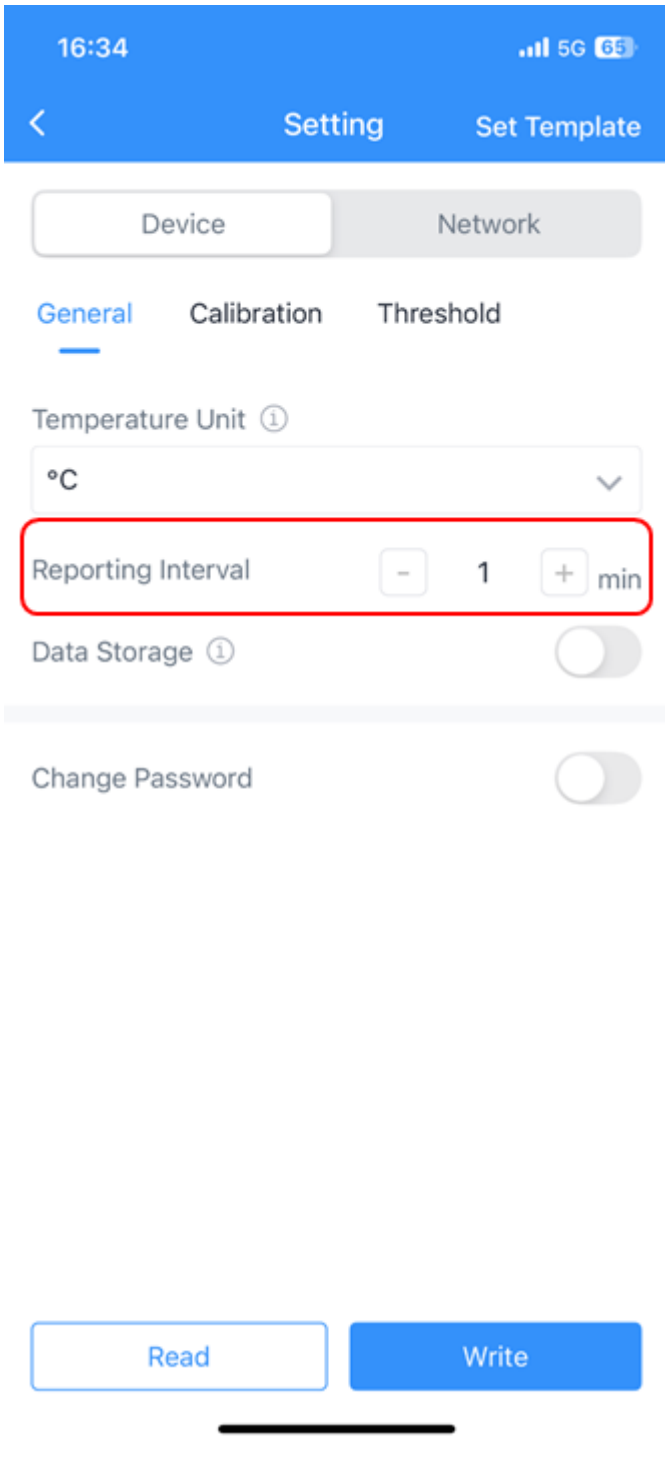 16:34 5G 65
Setting Set Template
Device Network
General Calibration Threshold
Temperature Unit
°C
Reporting Interval - 1 + min
Data Storage
Change Password
Read Write